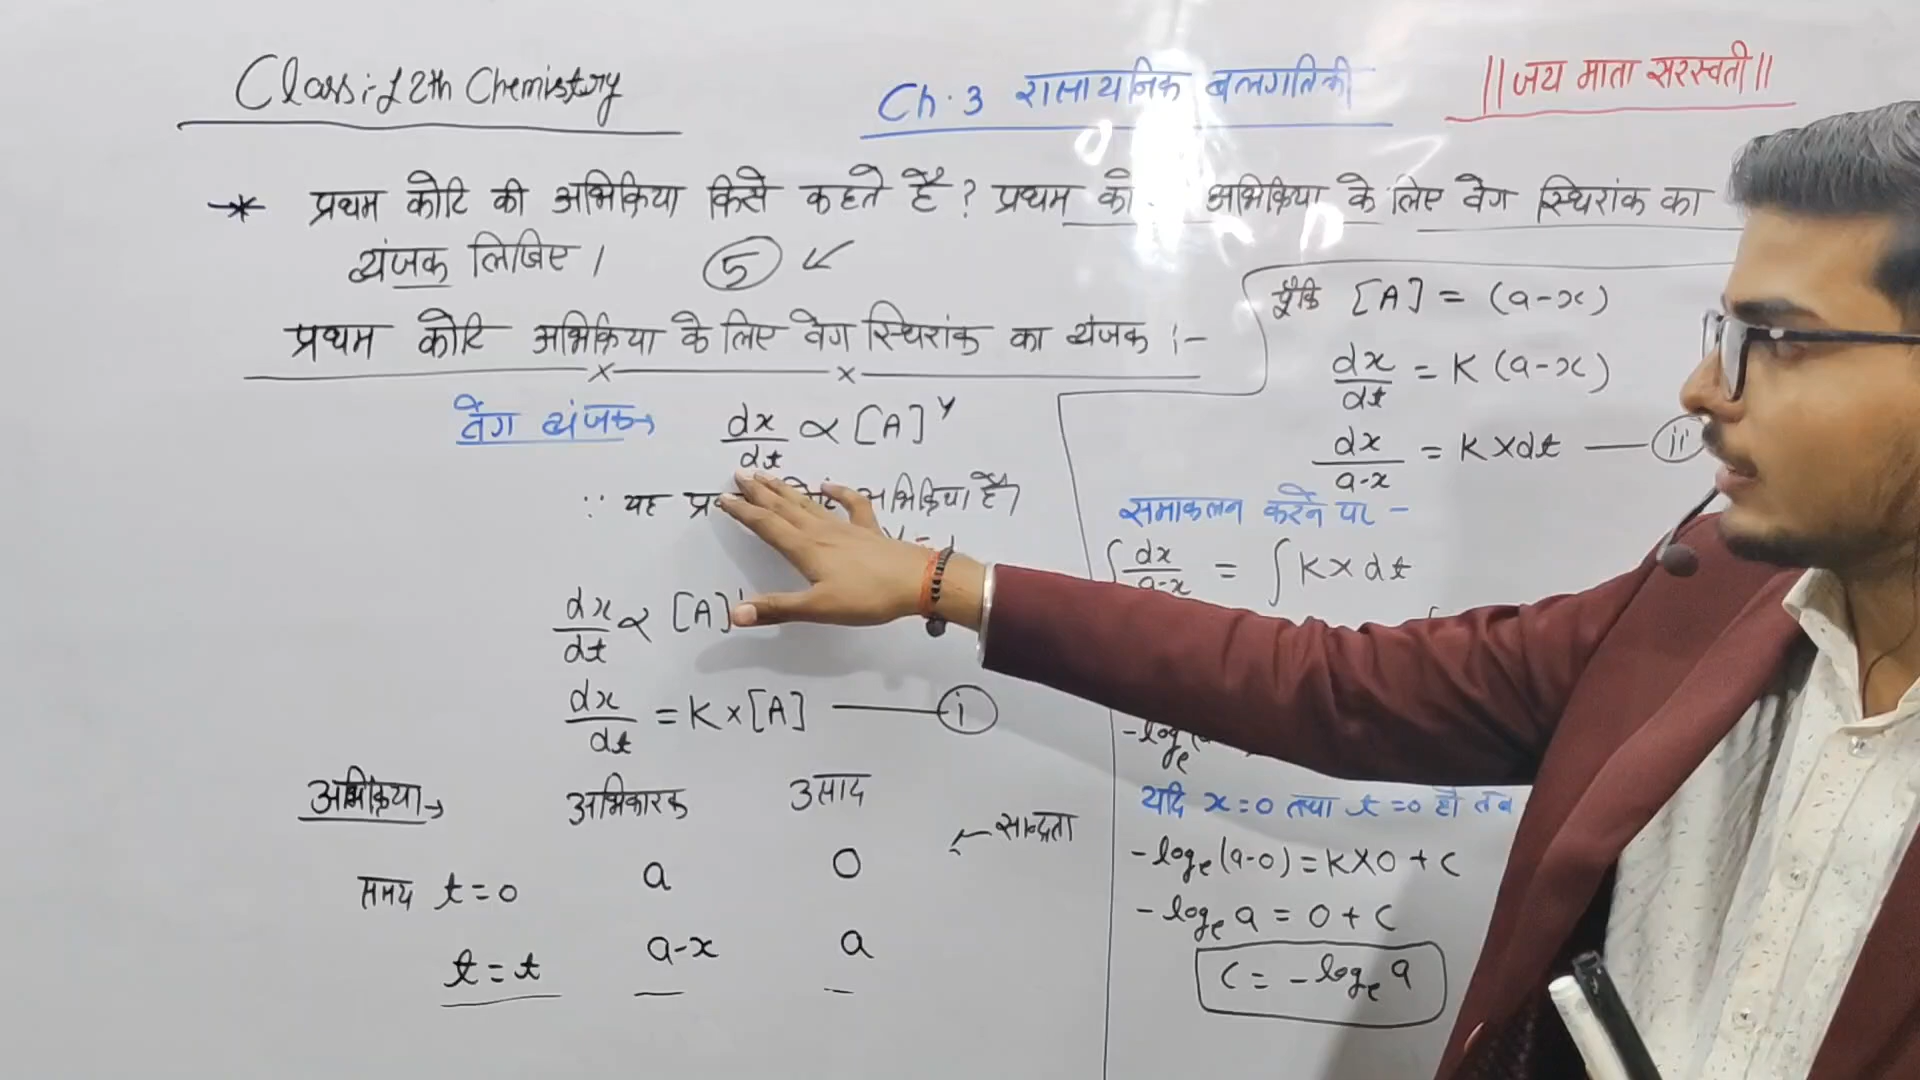 Class:-12th Chemistry
Ch.3 रासायनिक बलगतिकी
||जय माता सरस्वती||
* प्रथम कोटि की अभिक्रिया किसे कहते है? प्रथम को अभिक्रिया के लिए वेग स्थिरांक का
व्यंजक लिखिए।
5
प्रथम कोटि अभिक्रिया के लिए वेग स्थिरांक का व्यंजक :-
वेग व्यंजक→ dx/dt ∝ [A]^y
∵ यह अभिक्रिया है।
dx/dt ∝ [A]
dx/dt = K×[A] —— (i)
अभिक्रिया→ अभिकारक उत्पाद
← सान्द्रता
समय t=0 a 0
t=t a-x a
चूँकि [A] = (a-x)
dx/dt = K(a-x)
dx/a-x = K×dt —— (ii)
समाकलन करने पर -
∫dx/a-x = ∫K×dt
-logₑ
यदि x=0 तथा t=0 हो तब
-logₑ(a-0) = K×0 + C
-logₑ a = 0 + C
C = -logₑ a